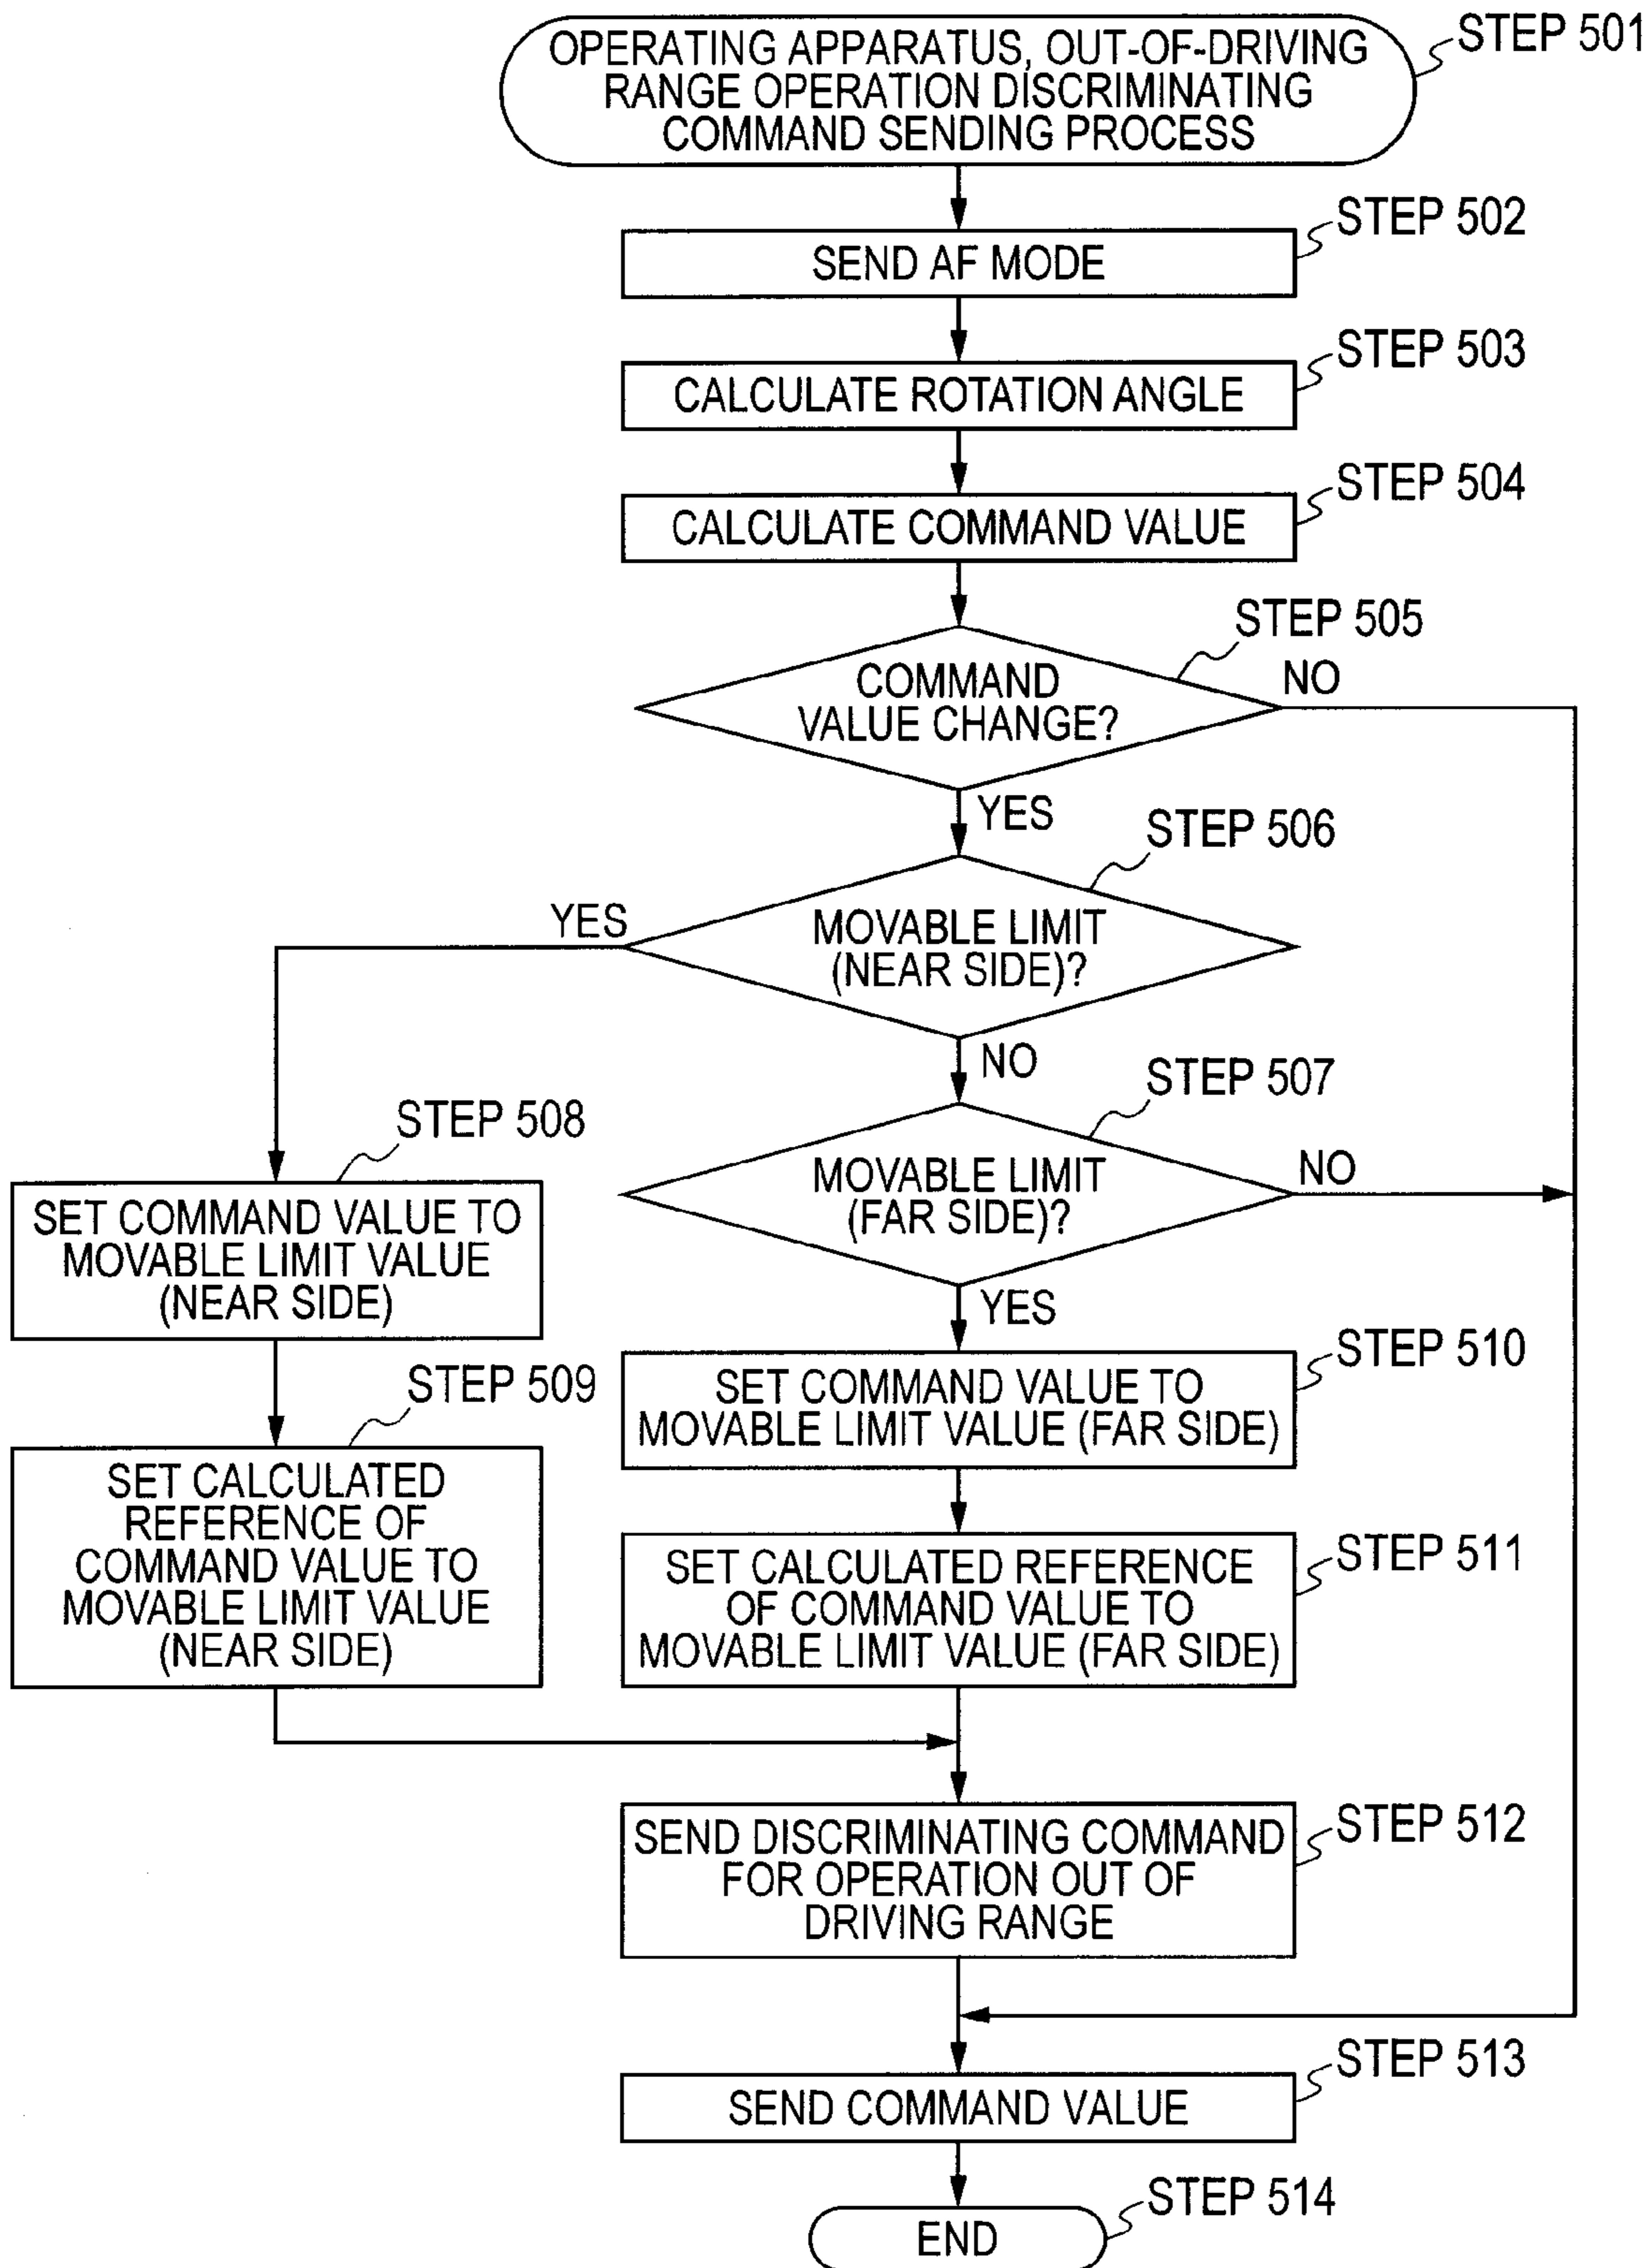 OPERATING APPARATUS, OUT-OF-DRIVING
RANGE OPERATION DISCRIMINATING
COMMAND SENDING PROCESS
STEP 501
STEP 502
SEND AF MODE
STEP 503
CALCULATE ROTATION ANGLE
STEP 504
CALCULATE COMMAND VALUE
STEP 505
COMMAND
VALUE CHANGE?
NO
YES
STEP 506
MOVABLE LIMIT
(NEAR SIDE)?
YES
NO
STEP 507
MOVABLE LIMIT
(FAR SIDE)?
NO
YES
STEP 508
SET COMMAND VALUE TO
MOVABLE LIMIT VALUE
(NEAR SIDE)
STEP 509
SET CALCULATED
REFERENCE OF
COMMAND VALUE TO
MOVABLE LIMIT VALUE
(NEAR SIDE)
STEP 510
SET COMMAND VALUE TO
MOVABLE LIMIT VALUE (FAR SIDE)
STEP 511
SET CALCULATED REFERENCE
OF COMMAND VALUE TO
MOVABLE LIMIT VALUE (FAR SIDE)
STEP 512
SEND DISCRIMINATING COMMAND
FOR OPERATION OUT OF
DRIVING RANGE
STEP 513
SEND COMMAND VALUE
STEP 514
END